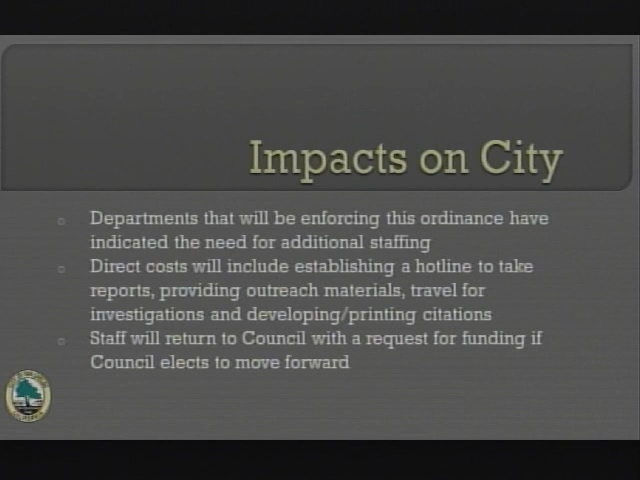 Impacts on City
Departments that will be enforcing this ordinance have
indicated the need for additional staffing
Direct costs will include establishing a hotline to take
reports, providing outreach materials, travel for
investigations and developing/printing citations
Staff will return to Council with a request for funding if
Council elects to move forward